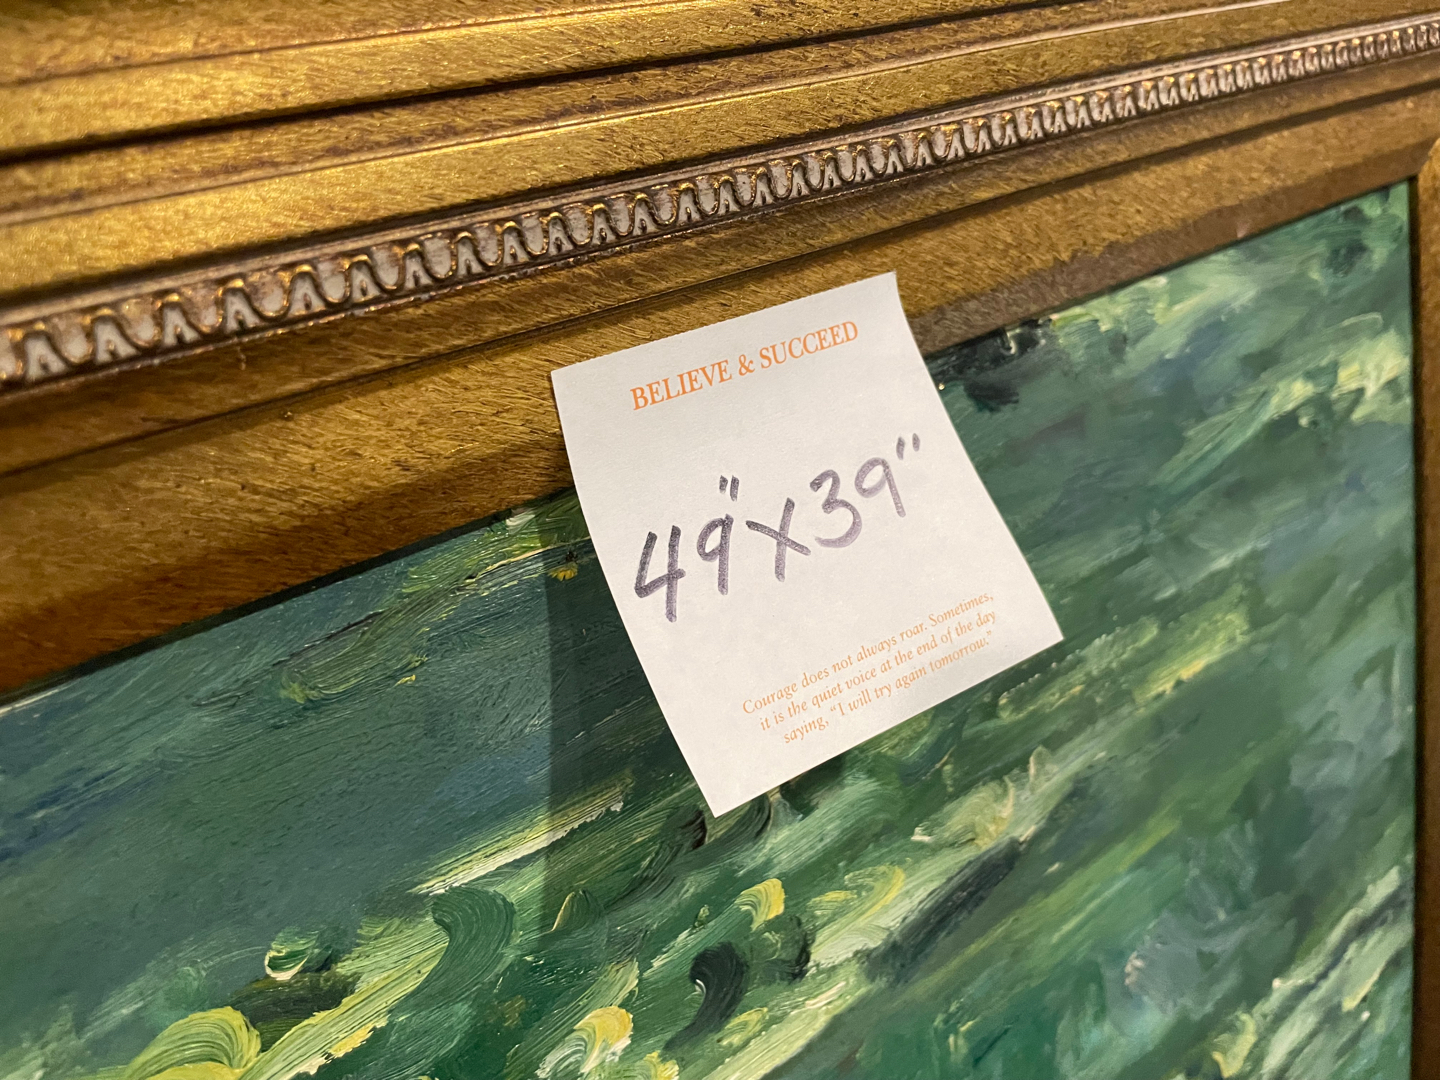 BELIEVE & SUCCEED
49" X 39"
Courage does not always roar. Sometimes,
it is the quiet voice at the end of the day
saying, “I will try again tomorrow.”